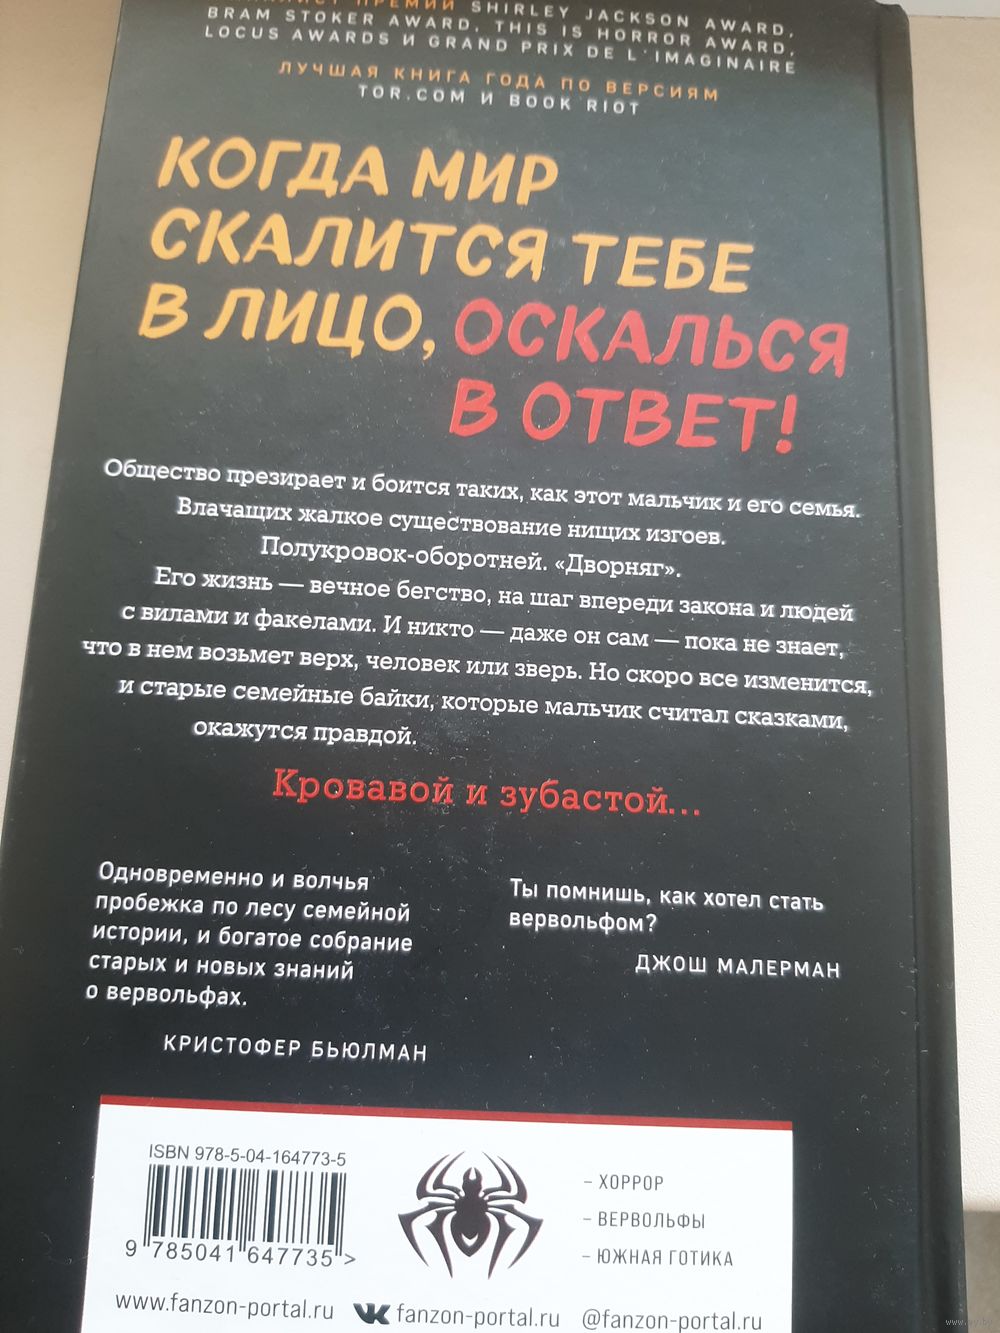 ПРЕМИЙ SHIRLEY JACKSON AWARD,
BRAM STOKER AWARD, THIS IS HORROR AWARD,
LOCUS AWARDS И GRAND PRIX DE L'IMAGINAIRE
ЛУЧШАЯ КНИГА ГОДА ПО ВЕРСИЯМ
TOR.COM И BOOK RIOT
КОГДА МИР
СКАЛИТСЯ ТЕБЕ
В ЛИЦО, ОСКАЛЬСЯ
В ОТВЕТ!
Общество презирает и боится таких, как этот мальчик и его семья.
Влачащих жалкое существование нищих изгоев.
Полукровок-оборотней. «Дворняг».
Его жизнь — вечное бегство, на шаг впереди закона и людей
с вилами и факелами. И никто — даже он сам — пока не знает,
что в нем возьмет верх, человек или зверь. Но скоро все изменится,
и старые семейные байки, которые мальчик считал сказками,
окажутся правдой.
Кровавой и зубастой...
Одновременно и волчья
пробежка по лесу семейной
истории, и богатое собрание
старых и новых знаний
о вервольфах.
КРИСТОФЕР БЬЮЛМАН
Ты помнишь, как хотел стать
вервольфом?
ДЖОШ МАЛЕРМАН
ISBN 978-5-04-164773-5
9 785041 647735 >
– ХОРРОР
– ВЕРВОЛЬФЫ
– ЮЖНАЯ ГОТИКА
www.fanzon-portal.ru fanzon-portal.ru @fanzon-portal.ru